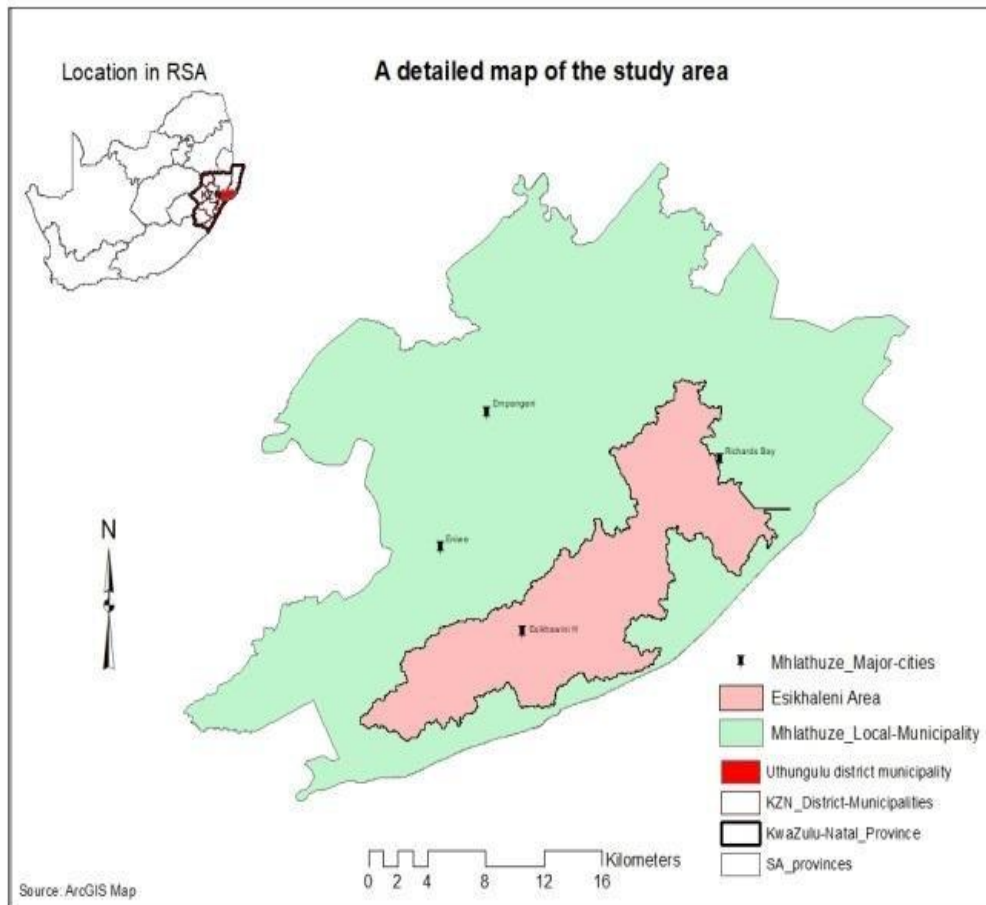 Location in RSA
A detailed map of the study area
Empangeni
Richards Bay
Esikhawini H
N
Mhlathuze_Major-cities
Esikhaleni Area
Mhlathuze_Local-Municipality
Uthungulu district municipality
KZN_District-Municipalities
KwaZulu-Natal_Province
SA_provinces
Kilometers
0 2 4 8 12 16
Source: ArcGIS Map